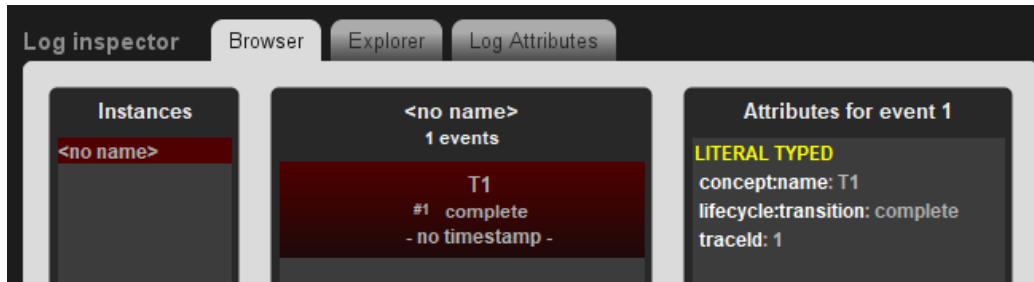 Log inspector Browser Explorer Log Attributes
Instances
<no name>
<no name>
1 events
T1
#1 complete
- no timestamp -
Attributes for event 1
LITERAL TYPED
concept:name: T1
lifecycle:transition: complete
traceId: 1